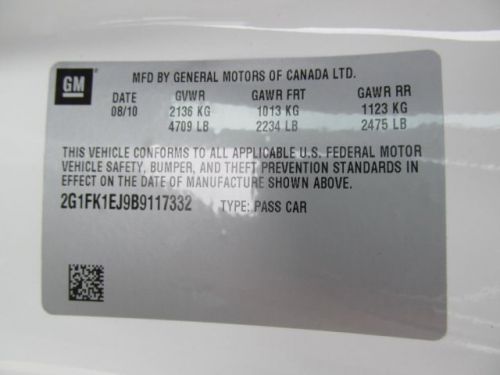 GM
MFD BY GENERAL MOTORS OF CANADA LTD.
DATE GVWR GAWR FRT GAWR RR
08/10 2136 KG 1013 KG 1123 KG
4709 LB 2234 LB 2475 LB
THIS VEHICLE CONFORMS TO ALL APPLICABLE U.S. FEDERAL MOTOR
VEHICLE SAFETY, BUMPER, AND THEFT PREVENTION STANDARDS IN
EFFECT ON THE DATE OF MANUFACTURE SHOWN ABOVE.
2G1FK1EJ9B9117332 TYPE: PASS CAR